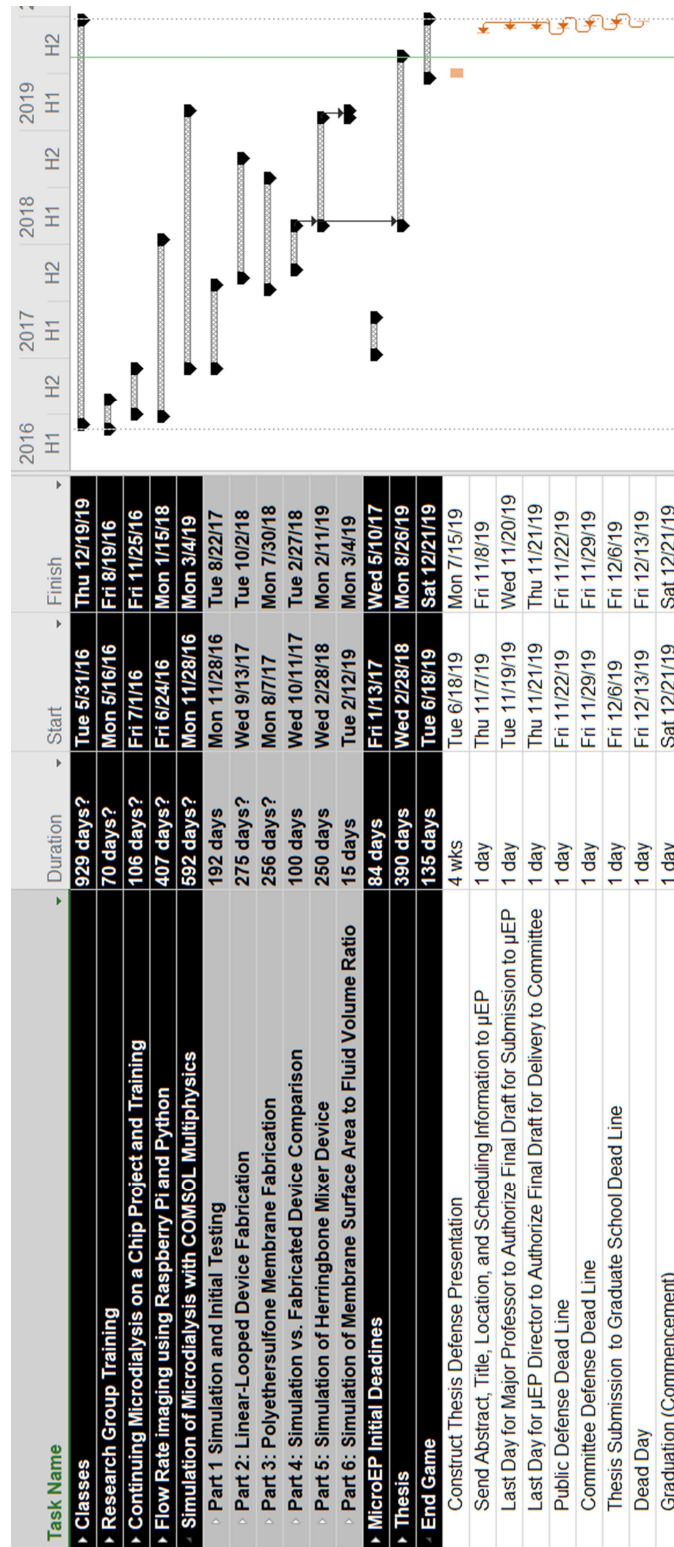 Task Name Duration Start Finish
Classes 929 days? Tue 5/31/16 Thu 12/19/19
Research Group Training 70 days? Mon 5/16/16 Fri 8/19/16
Continuing Microdialysis on a Chip Project and Training 106 days? Fri 7/1/16 Fri 11/25/16
Flow Rate imaging using Raspberry Pi and Python 407 days? Fri 6/24/16 Mon 1/15/18
Simulation of Microdialysis with COMSOL Multiphysics 592 days? Mon 11/28/16 Mon 3/4/19
Part 1 Simulation and Initial Testing 192 days Mon 11/28/16 Tue 8/22/17
Part 2: Linear-Looped Device Fabrication 275 days? Wed 9/13/17 Tue 10/2/18
Part 3: Polyethersulfone Membrane Fabrication 256 days? Mon 8/7/17 Mon 7/30/18
Part 4: Simulation vs. Fabricated Device Comparison 100 days Wed 10/11/17 Tue 2/27/18
Part 5: Simulation of Herringbone Mixer Device 250 days Wed 2/28/18 Mon 2/11/19
Part 6: Simulation of Membrane Surface Area to Fluid Volume Ratio 15 days Tue 2/12/19 Mon 3/4/19
MicroEP Initial Deadines 84 days Fri 1/13/17 Wed 5/10/17
Thesis 390 days Wed 2/28/18 Mon 8/26/19
End Game 135 days Tue 6/18/19 Sat 12/21/19
Construct Thesis Defense Presentation 4 wks Tue 6/18/19 Mon 7/15/19
Send Abstract, Title, Location, and Scheduling Information to µEP 1 day Thu 11/7/19 Fri 11/8/19
Last Day for Major Professor to Authorize Final Draft for Submission to µEP 1 day Tue 11/19/19 Wed 11/20/19
Last Day for µEP Director to Authorize Final Draft for Delivery to Committee 1 day Thu 11/21/19 Thu 11/21/19
Public Defense Dead Line 1 day Fri 11/22/19 Fri 11/22/19
Committee Defense Dead Line 1 day Fri 11/29/19 Fri 11/29/19
Thesis Submission to Graduate School Dead Line 1 day Fri 12/6/19 Fri 12/6/19
Dead Day 1 day Fri 12/13/19 Fri 12/13/19
Graduation (Commencement) 1 day Sat 12/21/19 Sat 12/21/19
2016 2017 2018 2019
H1 H2 H1 H2 H1 H2 H1 H2